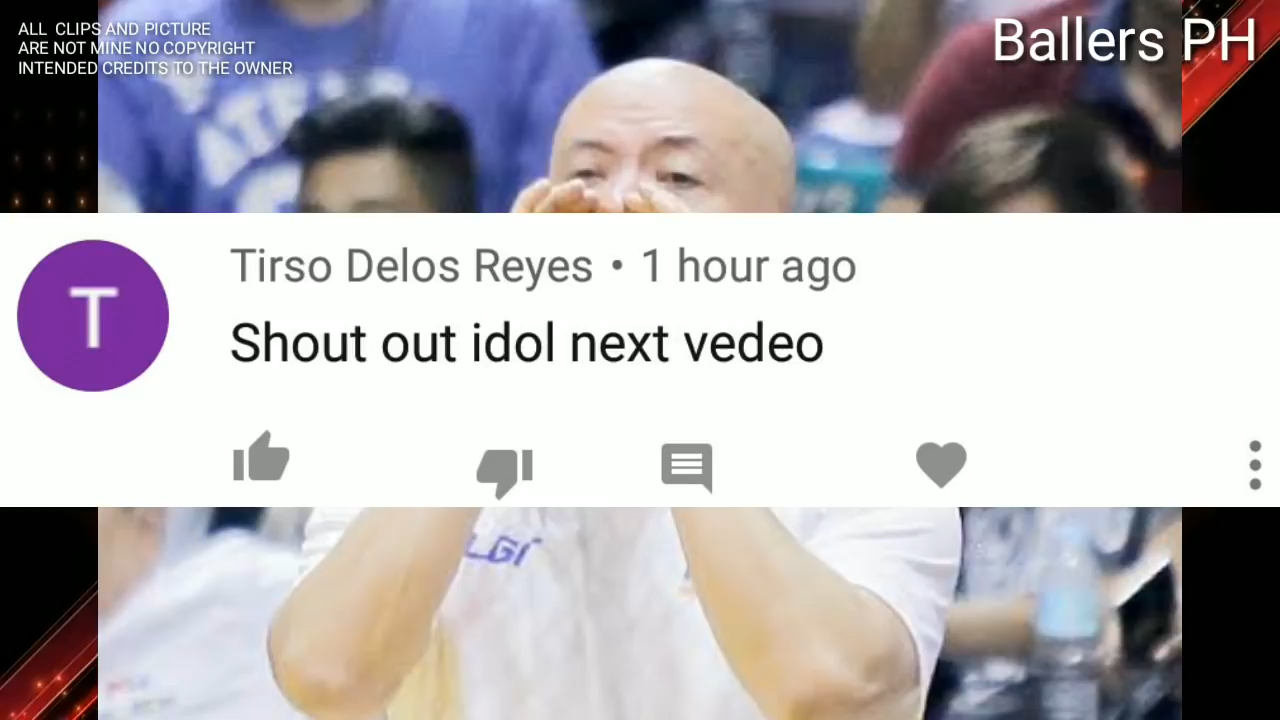 ALL CLIPS AND PICTURE
ARE NOT MINE NO COPYRIGHT
INTENDED CREDITS TO THE OWNER
Ballers PH
Tirso Delos Reyes • 1 hour ago
Shout out idol next vedeo